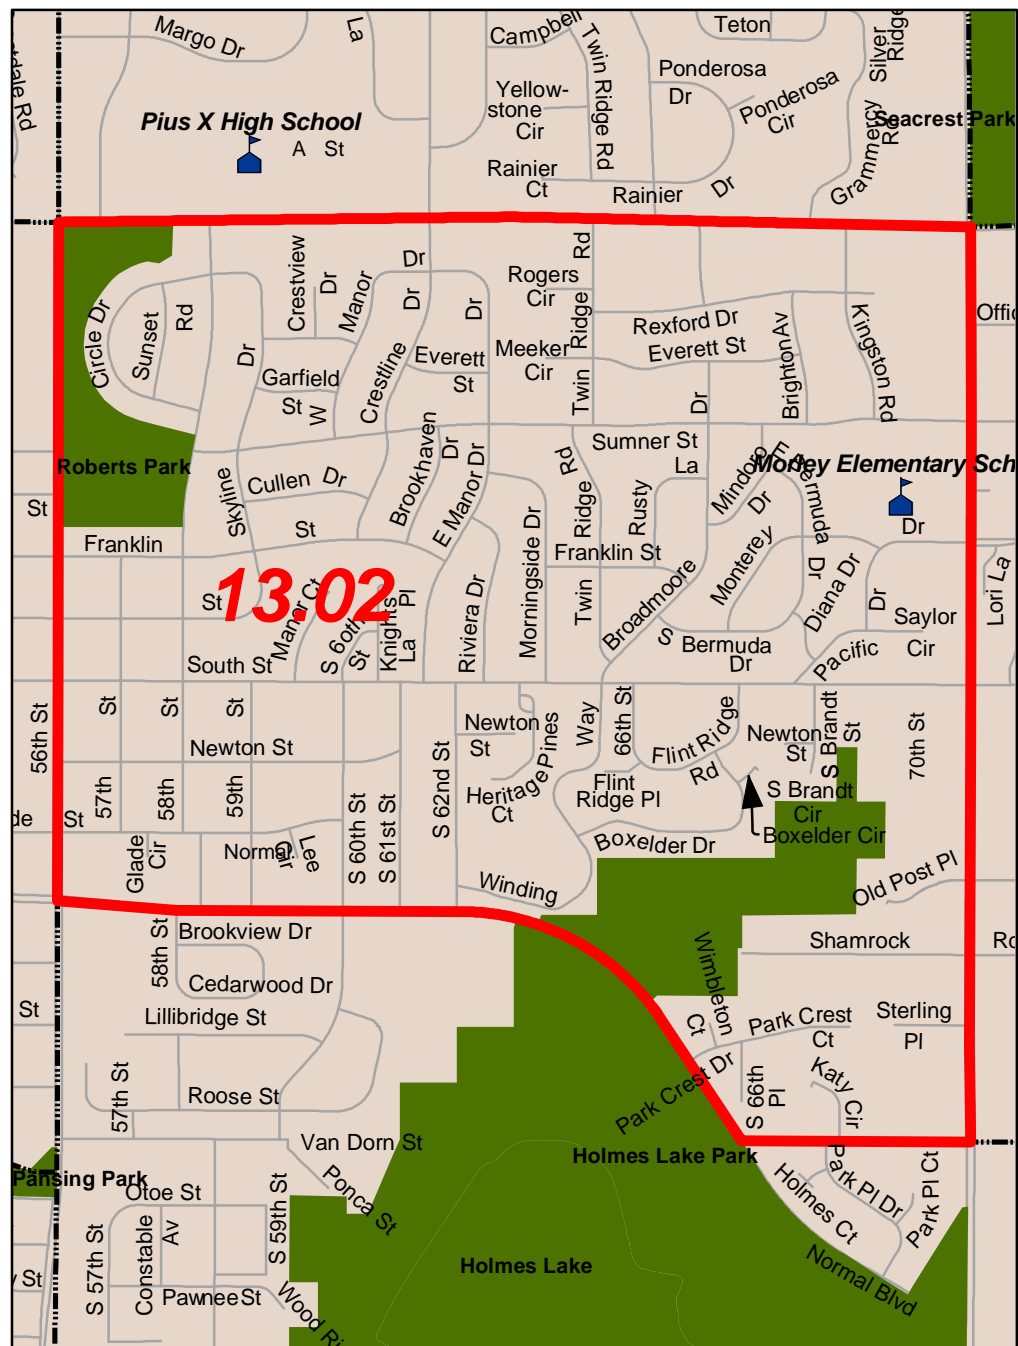 Margo Dr
La
Campbell
Teton
Silver
Ridge
Rd
Twin Ridge Rd
Ponderosa
Dr
Ponderosa
Cir
Yellow-
stone
Cir
Pius X High School
A St
Grammercy
Seacrest Park
Rainier
Ct
Rainier
Dr
Crestview
Dr
Manor
Dr
Dr
Dr
Rogers
Cir
Twin Ridge Rd
Circle Dr
Sunset
Rd
Dr
Crestline
Everett
St
Meeker
Cir
Rexford Dr
Everett St
Brighton Av
Kingston Rd
Garfield
St
W
Dr
Roberts Park
Skyline
Cullen Dr
Brookhaven
Dr
E Manor Dr
Sumner St
La
Rusty
Mindoro
Dr
E Bermuda Dr
Morley Elementary Sch
St
Franklin
St
Morningside Dr
Twin Ridge Rd
Franklin St
Monterey
Dr
Diana Dr
Dr
Lori La
13.02
St
Manor Ct
S 60th
St
Knights
La
Pl
Riviera Dr
Broadmoore
S Bermuda
Dr
Pacific
Saylor
Cir
South St
56th St
St
St
St
Newton St
57th
58th
59th
S 60th St
S 61st St
S 62nd St
Newton
St
Heritage Pines
Ct
Way
66th St
Flint Ridge
Rd
Flint
Ridge Pl
Newton
St
S Brandt
St
70th St
S Brandt
Cir
Boxelder Cir
de
St
Glade
Cir
Normal
Lee
Cir
Boxelder Dr
Winding
Old Post Pl
58th St
Brookview Dr
Cedarwood Dr
Shamrock
St
Lillibridge St
Wimbleton
Ct
Park Crest
Ct
Sterling
Pl
57th St
Roose St
Park Crest Dr
S 66th
Pl
Katy Cir
Van Dorn St
Holmes Lake Park
Pansing Park
Otoe St
Ponca St
Holmes Ct
Park Pl Dr
Park Pl Ct
S 57th St
Constable
Av
S 59th St
Holmes Lake
Normal Blvd
St
Pawnee St